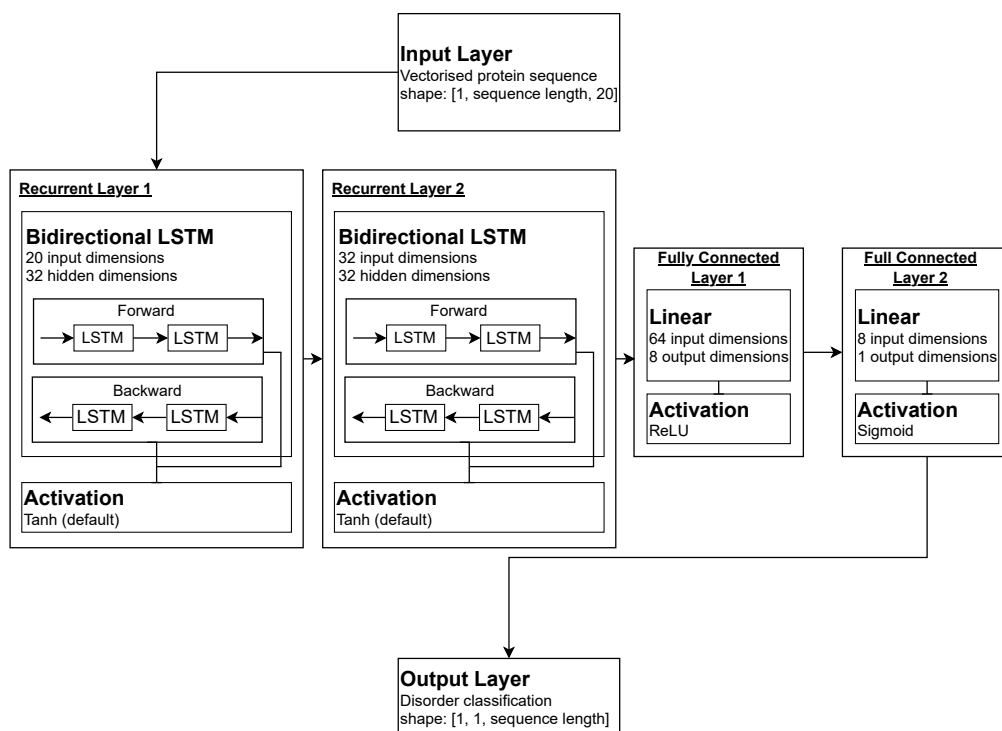 Input Layer
Vectorised protein sequence
shape: [1, sequence length, 20]
Recurrent Layer 1
Bidirectional LSTM
20 input dimensions
32 hidden dimensions
Forward
LSTM LSTM
Backward
LSTM LSTM
Activation
Tanh (default)
Recurrent Layer 2
Bidirectional LSTM
32 input dimensions
32 hidden dimensions
Forward
LSTM LSTM
Backward
LSTM LSTM
Activation
Tanh (default)
Fully Connected
Layer 1
Linear
64 input dimensions
8 output dimensions
Activation
ReLU
Full Connected
Layer 2
Linear
8 input dimensions
1 output dimensions
Activation
Sigmoid
Output Layer
Disorder classification
shape: [1, 1, sequence length]